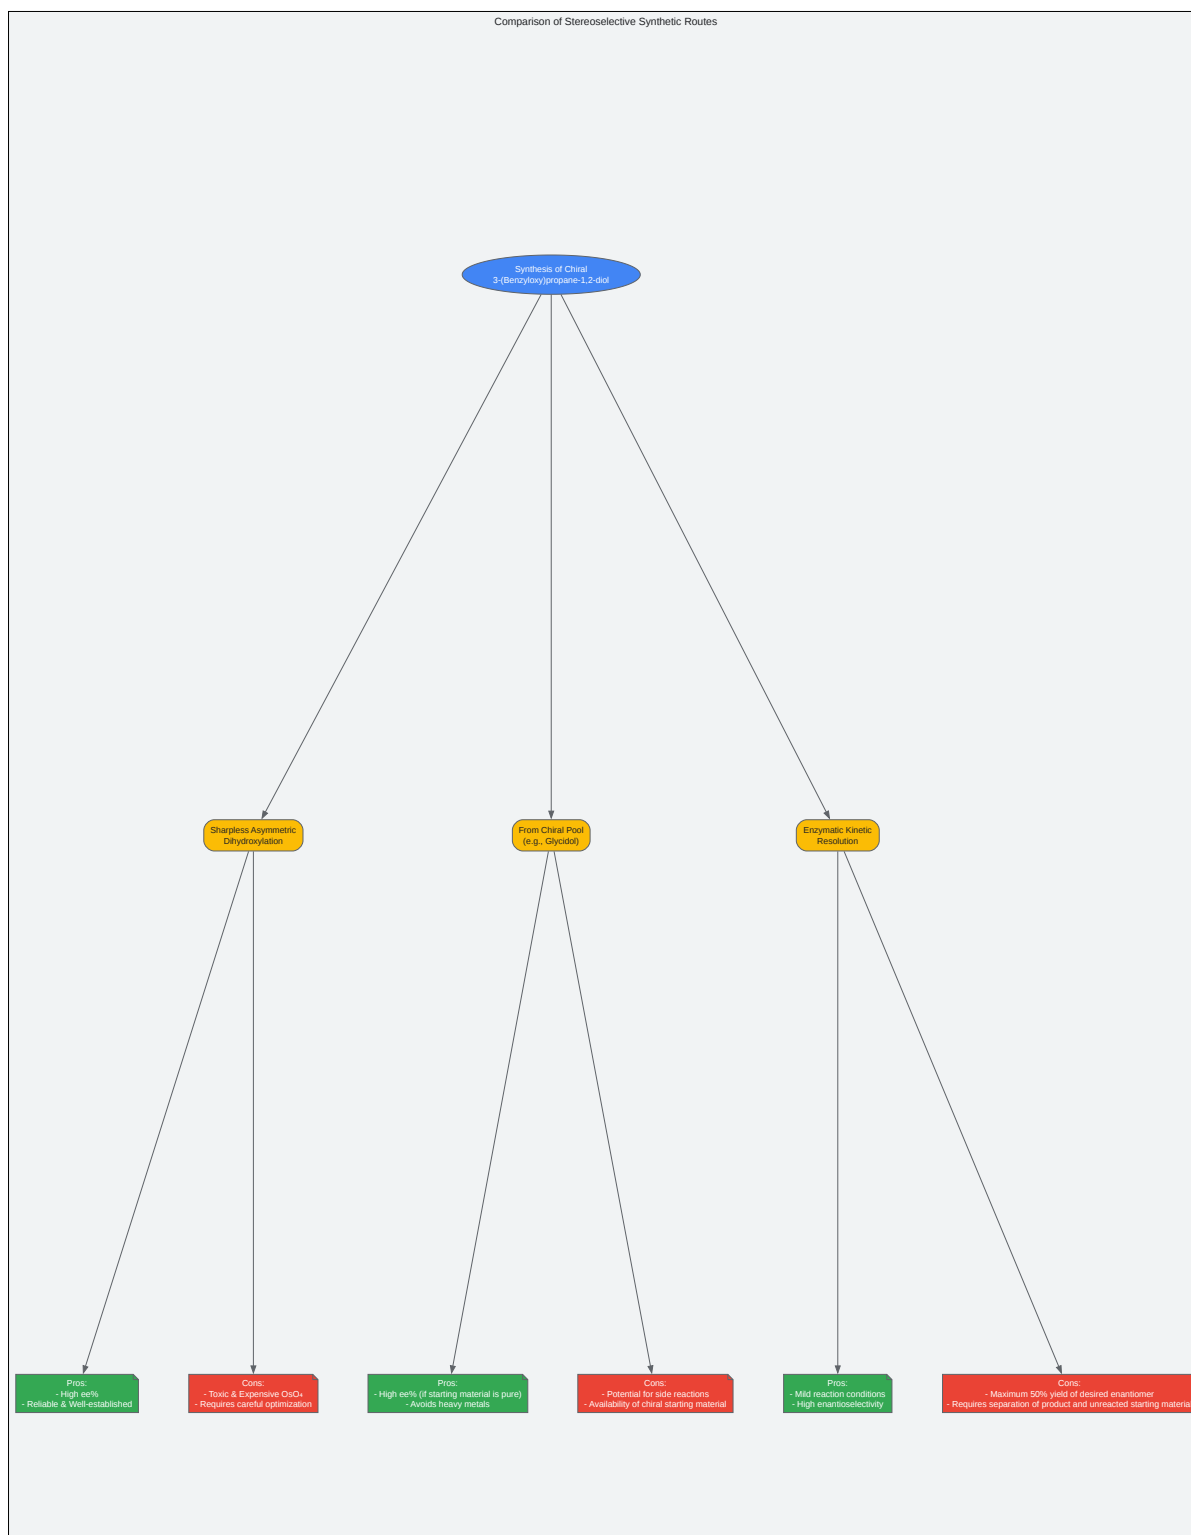 Comparison of Stereoselective Synthetic Routes
Synthesis of Chiral
3-(Benzyloxy)propane-1,2-diol
Sharpless Asymmetric
Dihydroxylation
From Chiral Pool
(e.g., Glycidol)
Enzymatic Kinetic
Resolution
Pros:
- High ee%
- Reliable & Well-established
Cons:
- Toxic & Expensive OsO₄
- Requires careful optimization
Pros:
- High ee% (if starting material is pure)
- Avoids heavy metals
Cons:
- Potential for side reactions
- Availability of chiral starting material
Pros:
- Mild reaction conditions
- High enantioselectivity
Cons:
- Maximum 50% yield of desired enantiomer
- Requires separation of product and unreacted starting materia